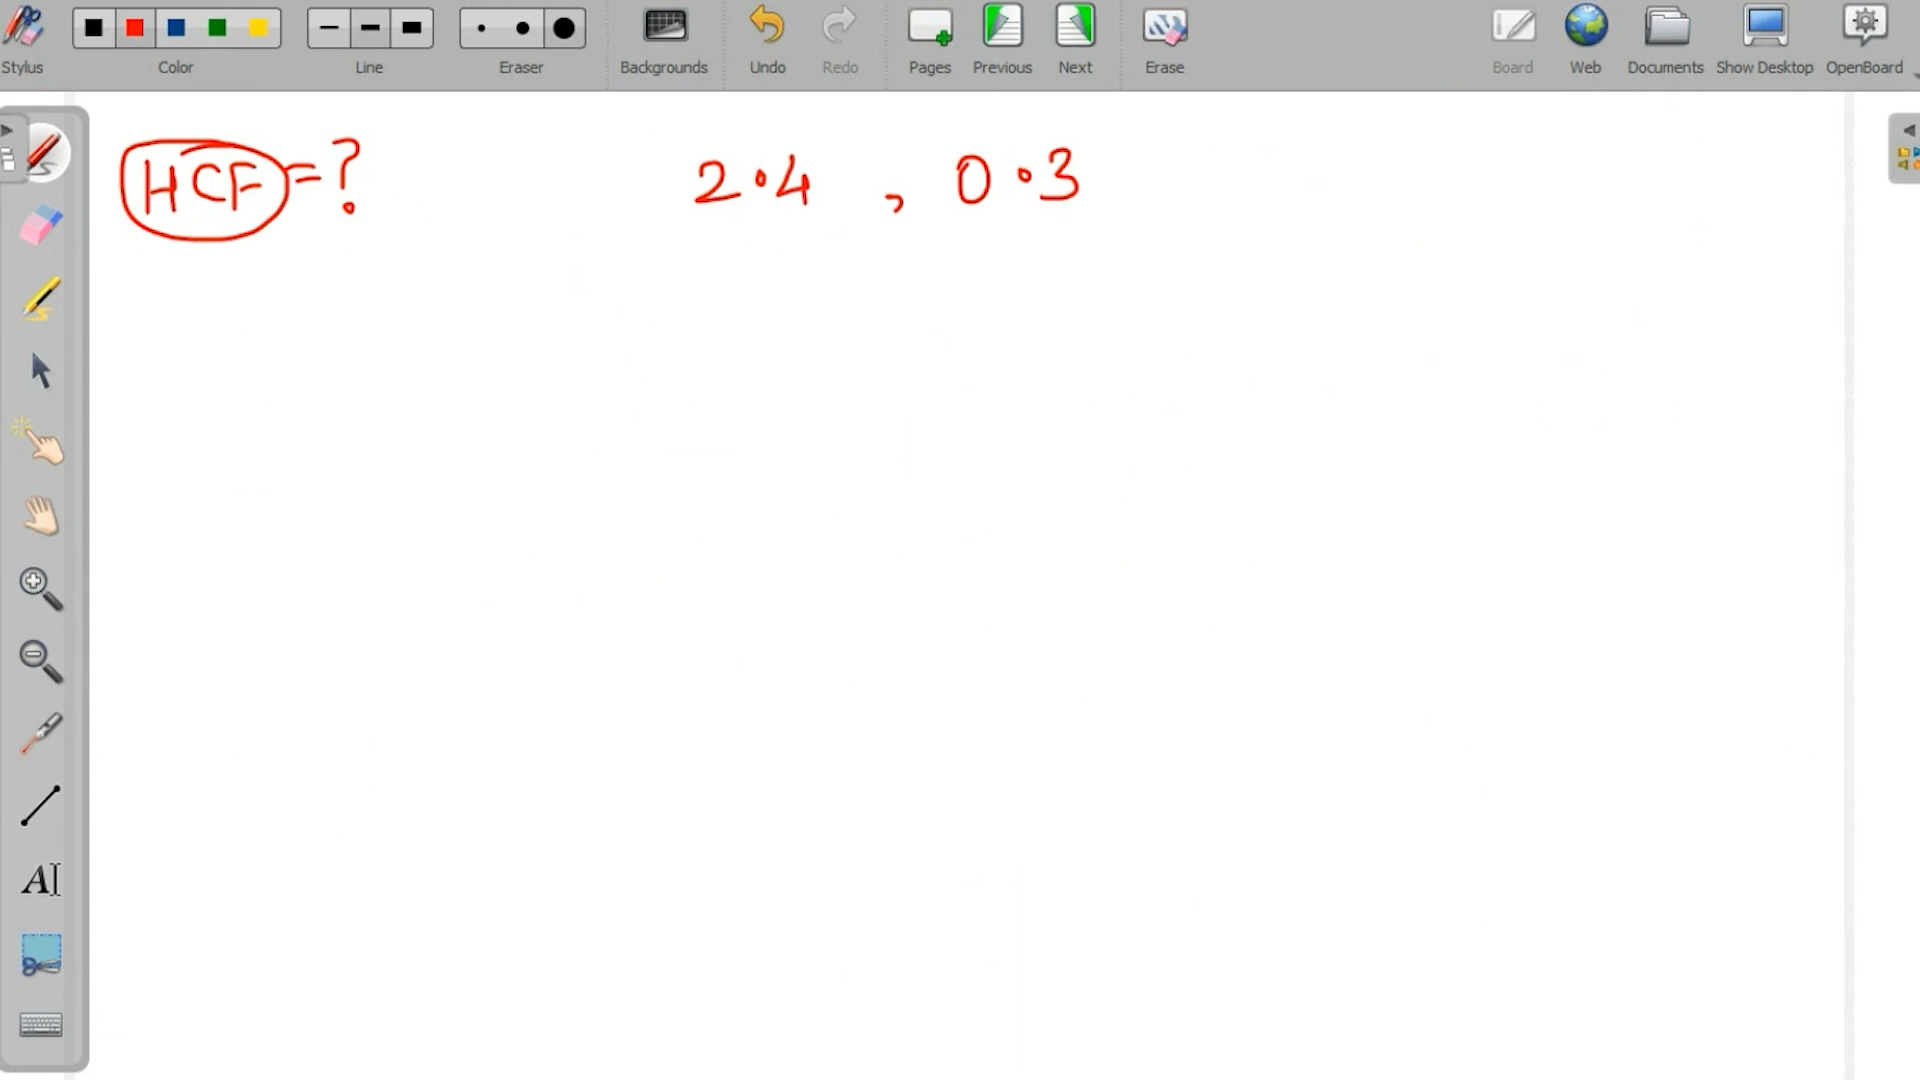 Stylus Color Line Eraser Backgrounds Undo Redo Pages Previous Next Erase Board Web Documents Show Desktop OpenBoard
HCF=? 2.4 , 0.3
A